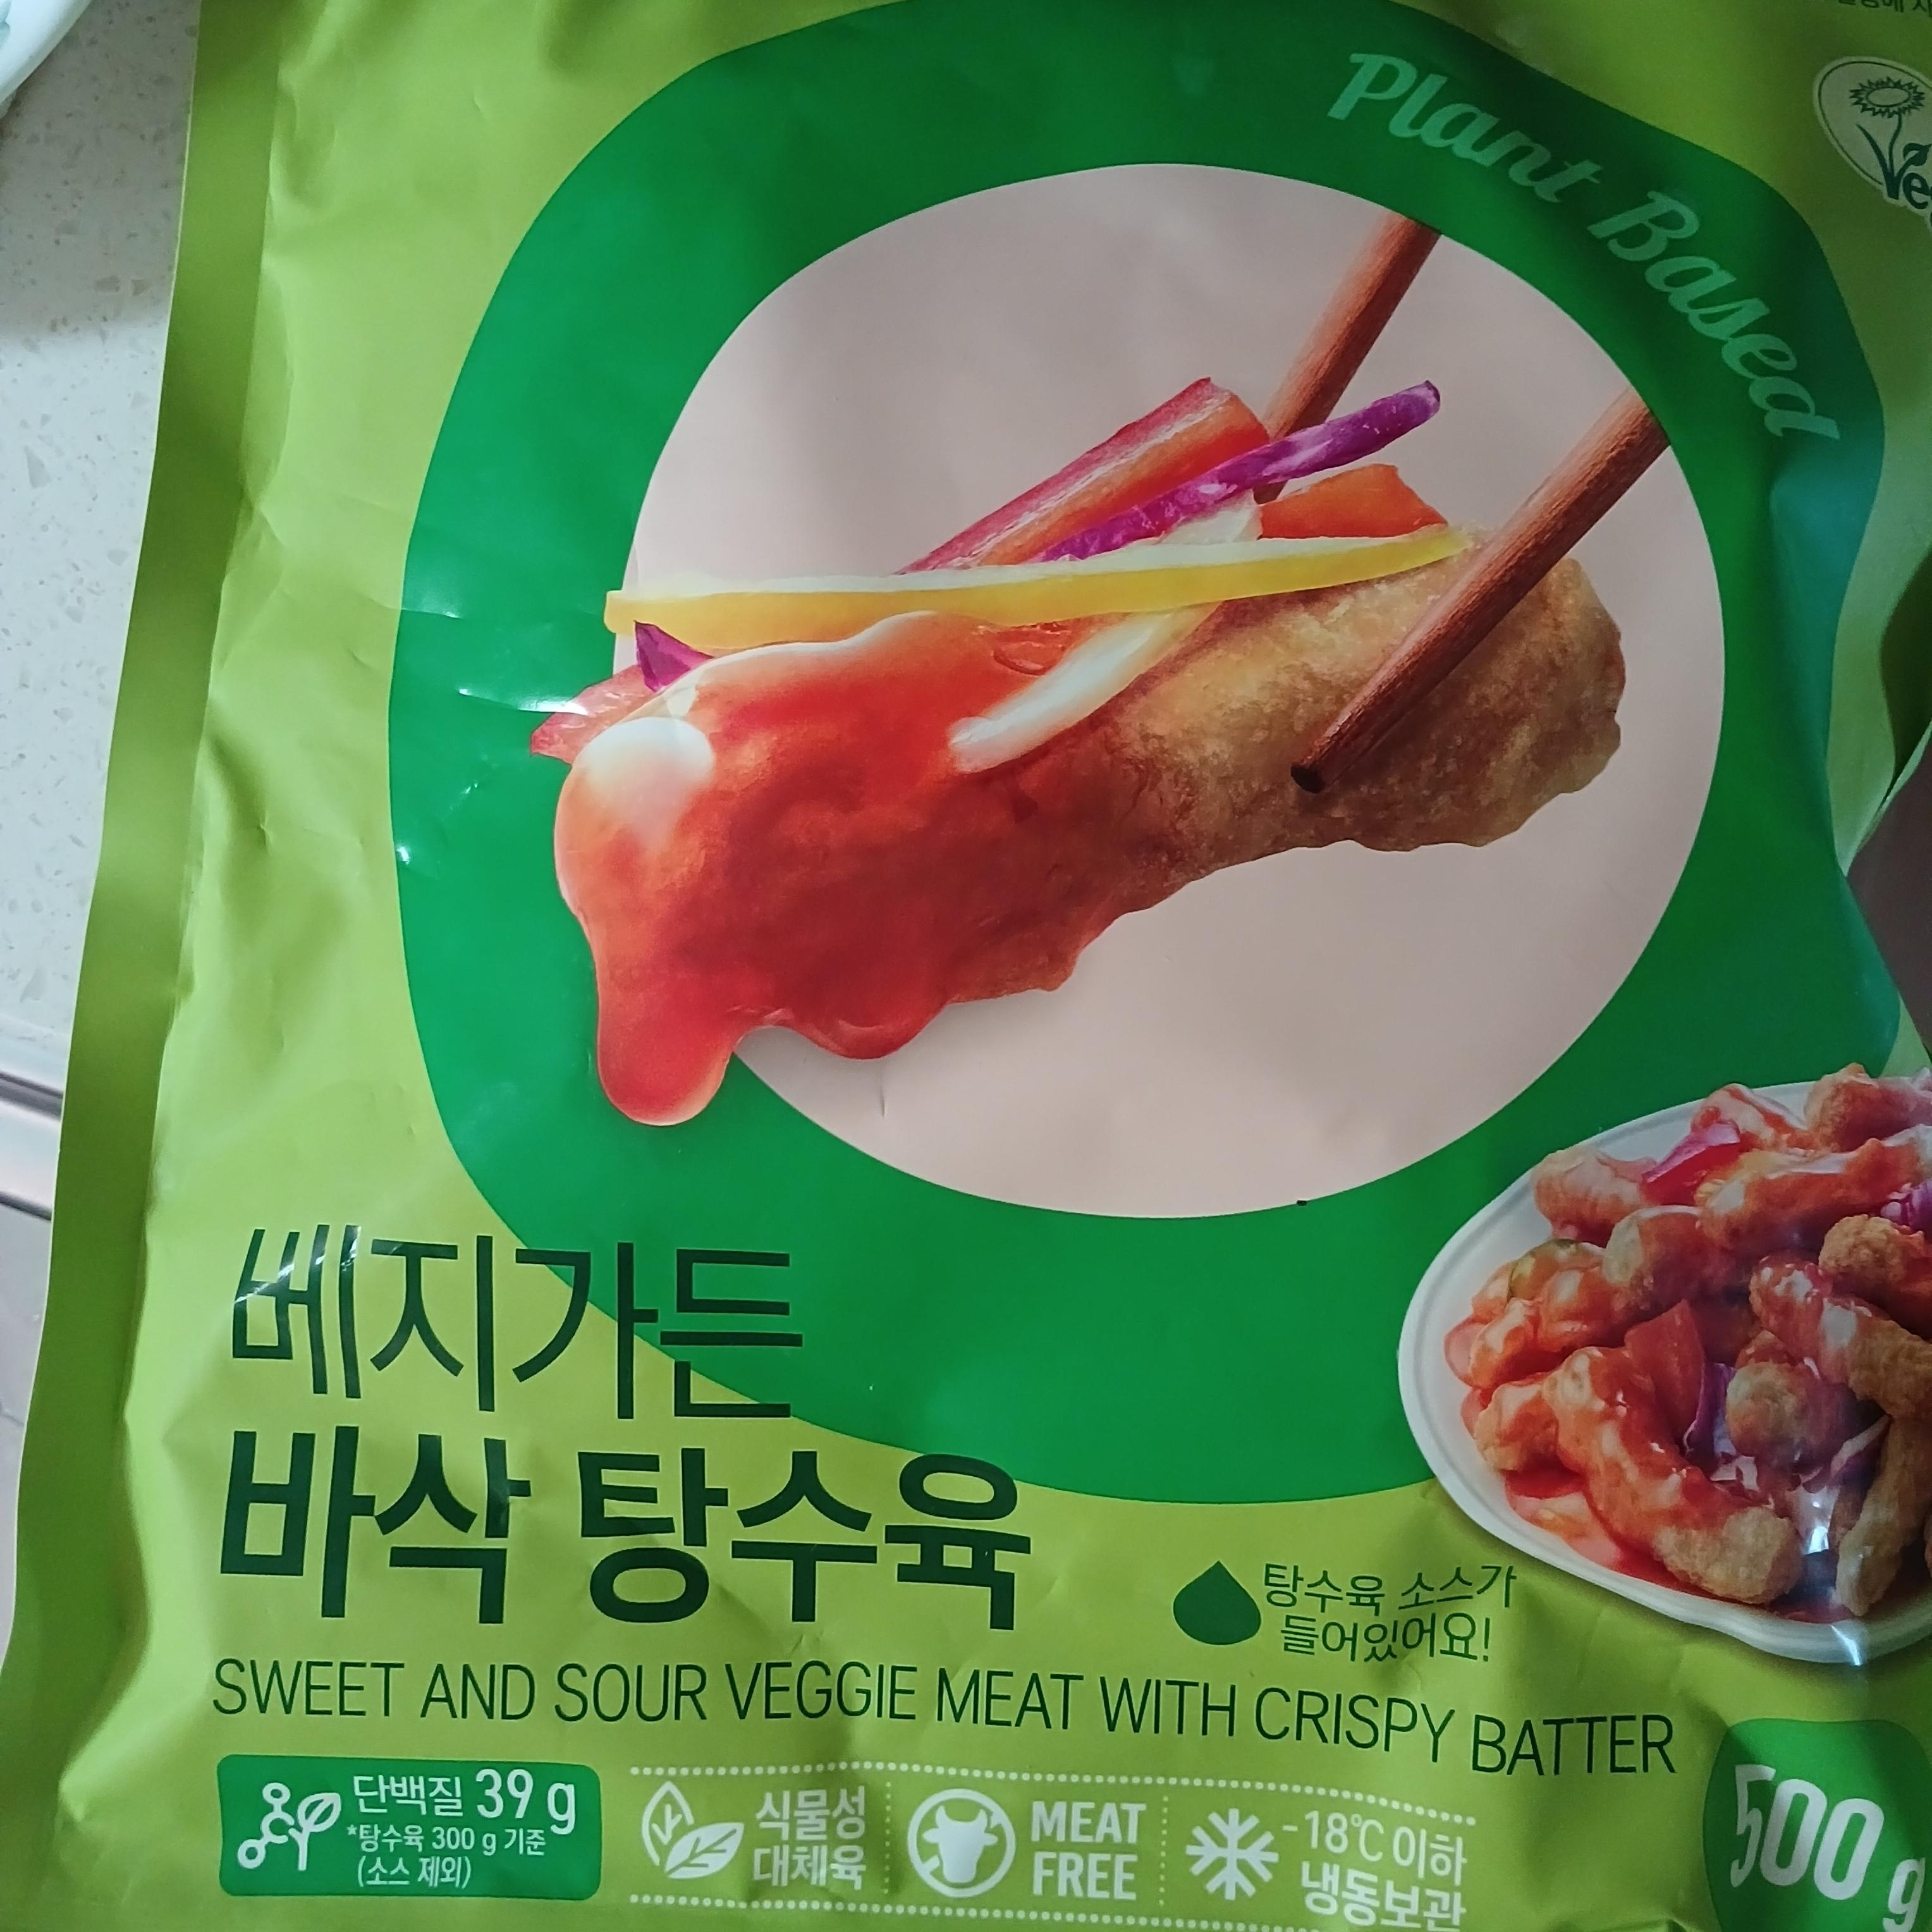 Plant Based
베지가든
바삭 탕수육
탕수육 소스가
들어있어요!
SWEET AND SOUR VEGGIE MEAT WITH CRISPY BATTER
단백질 39 g
*탕수육 300 g 기준
(소스 제외)
식물성
대체육
MEAT
FREE
-18℃ 이하
냉동보관
500 g